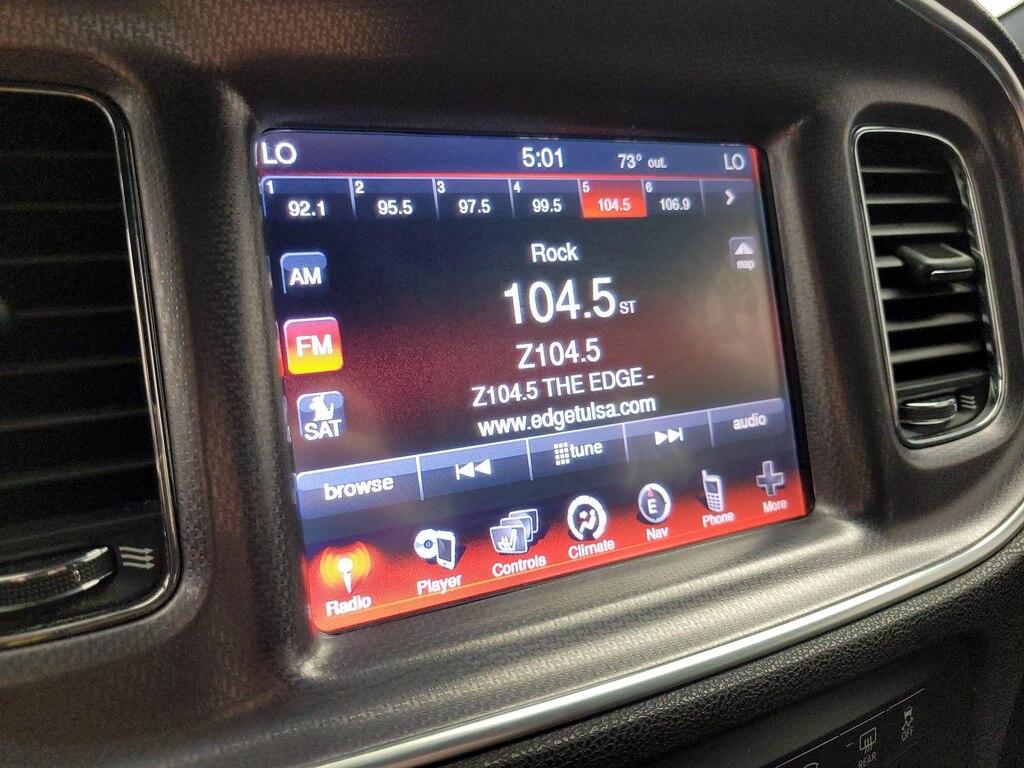 LO 5:01 73° out. LO
1 2 3 4 5 6
92.1 95.5 97.5 99.5 104.5 106.9 >
Rock
map
AM
104.5 ST
FM
Z104.5
Z104.5 THE EDGE -
www.edgetulsa.com
SAT
browse tune audio
E
Radio Player Controls Climate Nav Phone More
REAR OFF